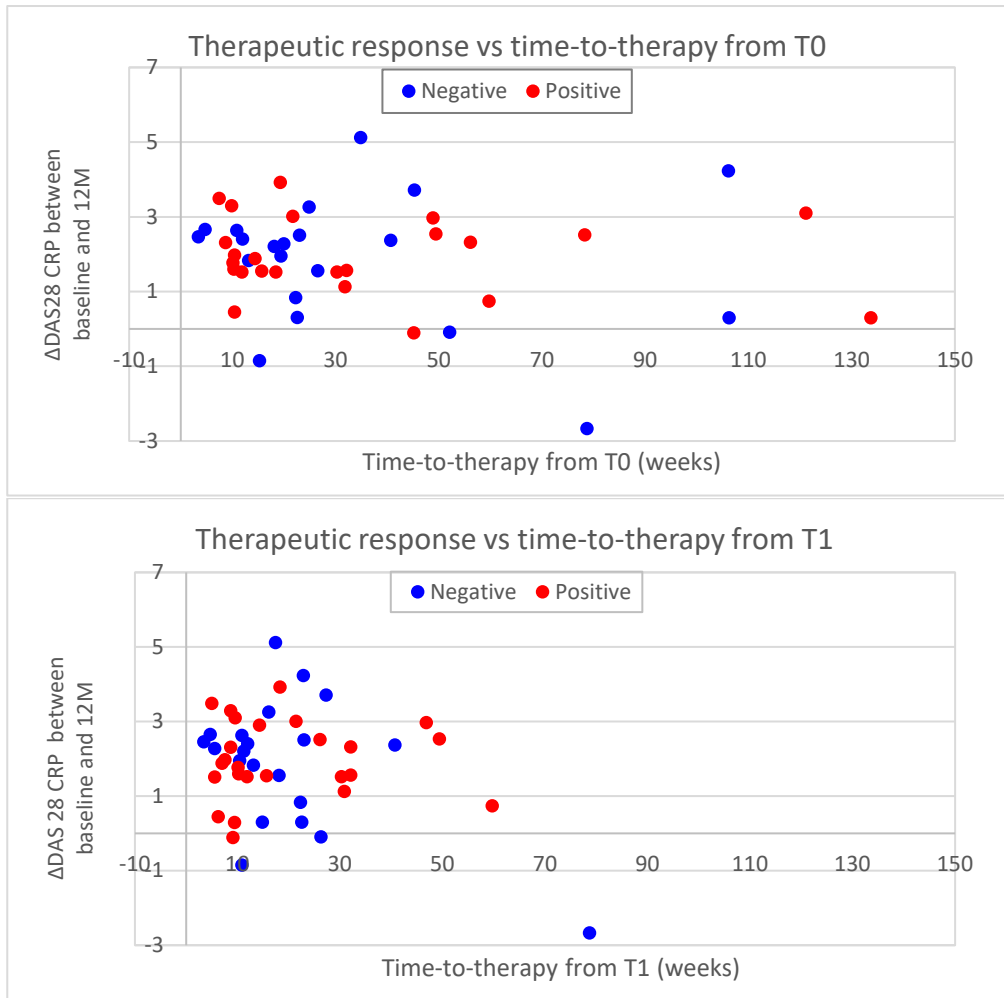 Therapeutic response vs time-to-therapy from T0
7
Negative Positive
5
3
1
-10 10 30 50 70 90 110 130 150
-1
-3
ΔDAS28 CRP between
baseline and 12M
Time-to-therapy from T0 (weeks)
Therapeutic response vs time-to-therapy from T1
7
Negative Positive
5
3
1
-10 10 30 50 70 90 110 130 150
-1
-3
ΔDAS 28 CRP between
baseline and 12M
Time-to-therapy from T1 (weeks)